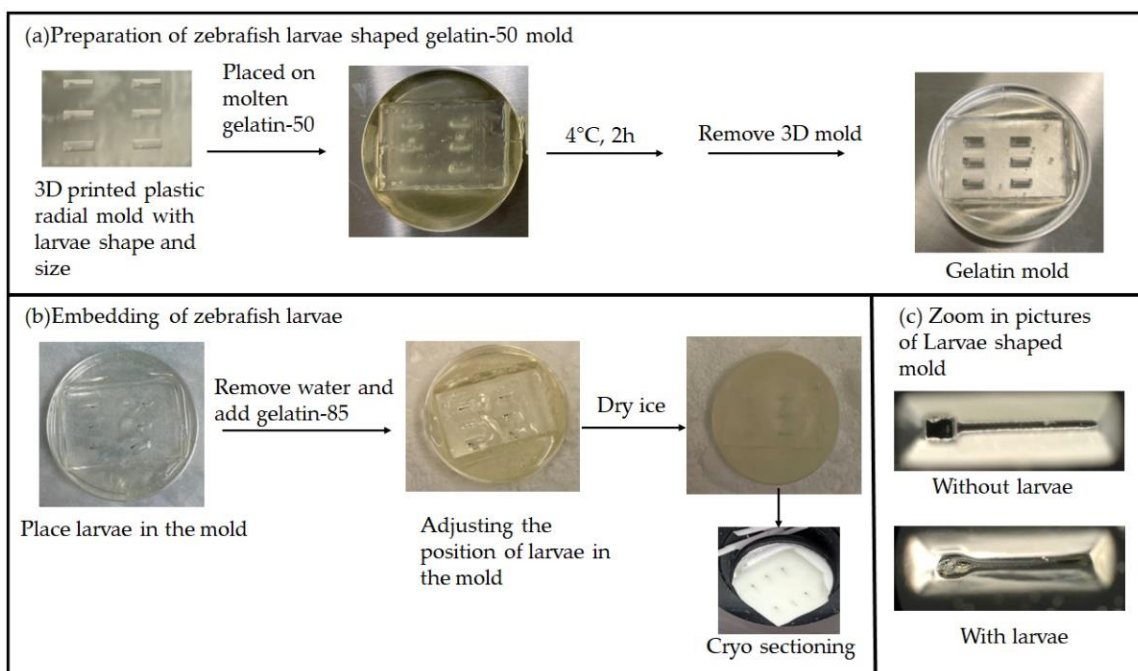 (a)Preparation of zebrafish larvae shaped gelatin-50 mold
3D printed plastic
radial mold with
larvae shape and
size
Placed on
molten
gelatin-50
4°C, 2h
Remove 3D mold
Gelatin mold
(b)Embedding of zebrafish larvae
Place larvae in the mold
Remove water and
add gelatin-85
Adjusting the
position of larvae in
the mold
Dry ice
Cryo sectioning
(c) Zoom in pictures
of Larvae shaped
mold
Without larvae
With larvae